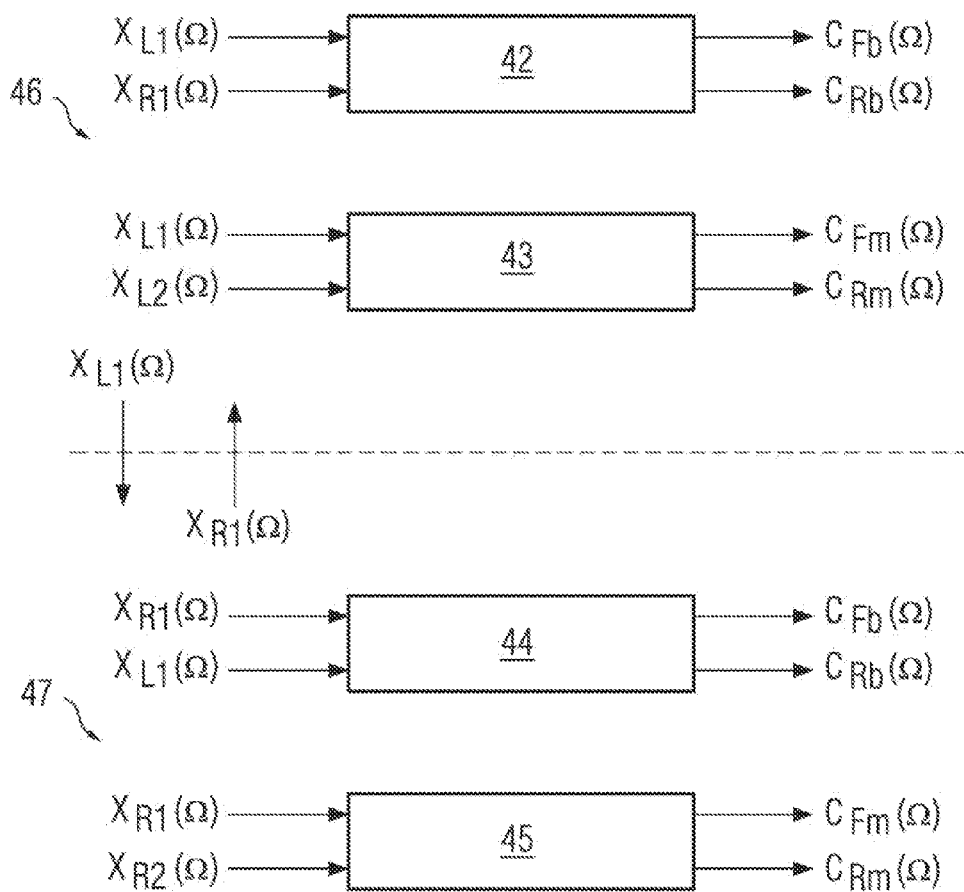 X L1(Ω) 42 C Fb(Ω)
X R1(Ω) C Rb(Ω)
46
X L1(Ω) 43 C Fm(Ω)
X L2(Ω) C Rm(Ω)
X L1(Ω)
X R1(Ω)
X R1(Ω) 44 C Fb(Ω)
X L1(Ω) C Rb(Ω)
47
X R1(Ω) 45 C Fm(Ω)
X R2(Ω) C Rm(Ω)